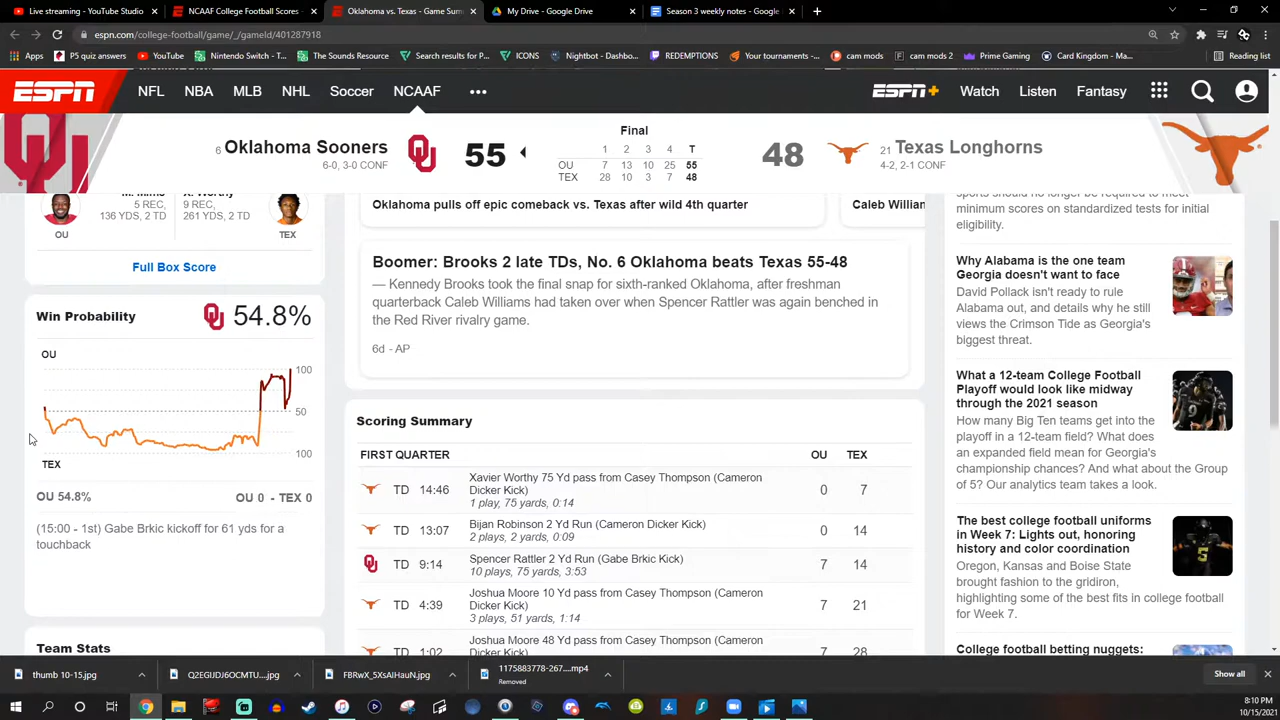 Live streaming - YouTube Studio
NCAAF College Football Scores -
Oklahoma vs. Texas - Game Sum
My Drive - Google Drive
Season 3 weekly notes - Google
espn.com/college-football/game/_/gameId/401287918
Apps
P5 quiz answers
YouTube
Nintendo Switch - T...
The Sounds Resource
Search results for...
ICONS
Nightbot - Dashbo...
REDEMPTIONS
Your tournaments -...
cam mods
cam mods 2
Prime Gaming
Card Kingdom - Ma...
Reading list
ESPN
NFL
NBA
MLB
NHL
Soccer
NCAAF
ESPN+
Watch
Listen
Fantasy
6 Oklahoma Sooners
6-0, 3-0 CONF
55
Final
1 2 3 4 T
OU 7 13 10 25 55
TEX 28 10 3 7 48
48
21 Texas Longhorns
4-2, 2-1 CONF
M. Mims
5 REC,
136 YDS, 2 TD
OU
X. Worthy
9 REC,
261 YDS, 2 TD
TEX
Full Box Score
Win Probability
54.8%
OU
100
50
100
TEX
OU 54.8%
OU 0 - TEX 0
(15:00 - 1st) Gabe Brkic kickoff for 61 yds for a
touchback
Team Stats
Oklahoma pulls off epic comeback vs. Texas after wild 4th quarter
Caleb William
Boomer: Brooks 2 late TDs, No. 6 Oklahoma beats Texas 55-48
— Kennedy Brooks took the final snap for sixth-ranked Oklahoma, after freshman
quarterback Caleb Williams had taken over when Spencer Rattler was again benched in
the Red River rivalry game.
6d - AP
Scoring Summary
FIRST QUARTER
OU
TEX
TD 14:46
Xavier Worthy 75 Yd pass from Casey Thompson (Cameron
Dicker Kick)
1 play, 75 yards, 0:14
0
7
TD 13:07
Bijan Robinson 2 Yd Run (Cameron Dicker Kick)
2 plays, 2 yards, 0:09
0
14
TD 9:14
Spencer Rattler 2 Yd Run (Gabe Brkic Kick)
10 plays, 75 yards, 3:53
7
14
TD 4:39
Joshua Moore 10 Yd pass from Casey Thompson (Cameron
Dicker Kick)
3 plays, 51 yards, 1:14
7
21
TD 1:02
Joshua Moore 48 Yd pass from Casey Thompson (Cameron
Dicker Kick)
7
28
sports should no longer be required to meet
minimum scores on standardized tests for initial
eligibility.
Why Alabama is the one team
Georgia doesn't want to face
David Pollack isn't ready to rule
Alabama out, and details why he still
views the Crimson Tide as Georgia's
biggest threat.
What a 12-team College Football
Playoff would look like midway
through the 2021 season
How many Big Ten teams get into the
playoff in a 12-team field? What does
an expanded field mean for Georgia's
championship chances? And what about the Group
of 5? Our analytics team takes a look.
The best college football uniforms
in Week 7: Lights out, honoring
history and color coordination
Oregon, Kansas and Boise State
brought fashion to the gridiron,
highlighting some of the best fits in college football
for Week 7.
College football betting nuggets:
thumb 10-15.jpg
Q2EGIJDJ6OCMTU....jpg
F8RwX_5XsAIHauN.jpg
1175883778-267....mp4
Removed
Show all
8:10 PM
10/15/2021